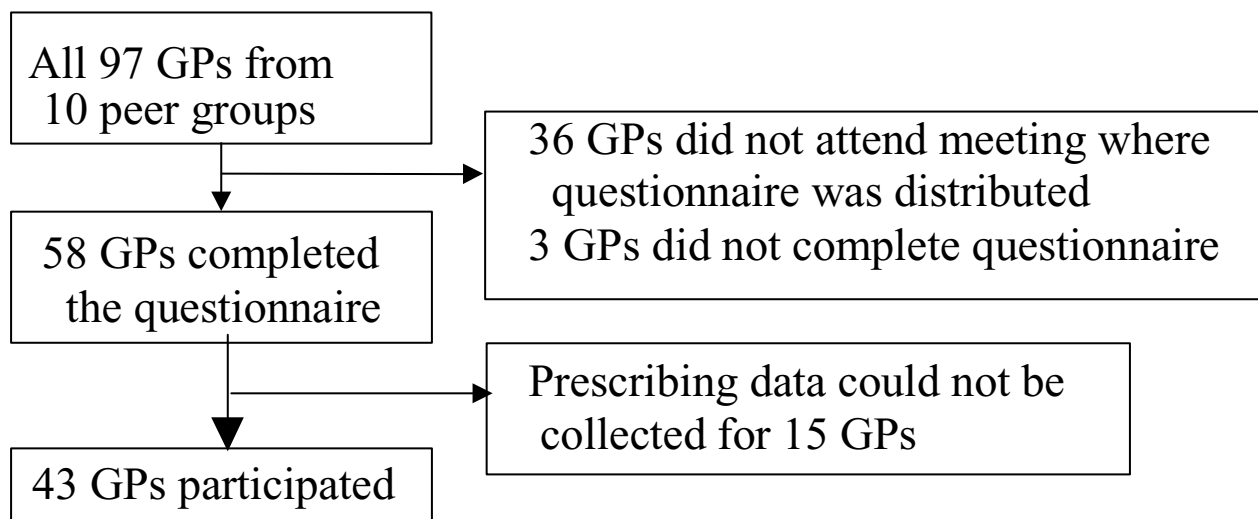 All 97 GPs from
10 peer groups
36 GPs did not attend meeting where
questionnaire was distributed
3 GPs did not complete questionnaire
58 GPs completed
the questionnaire
Prescribing data could not be
collected for 15 GPs
43 GPs participated